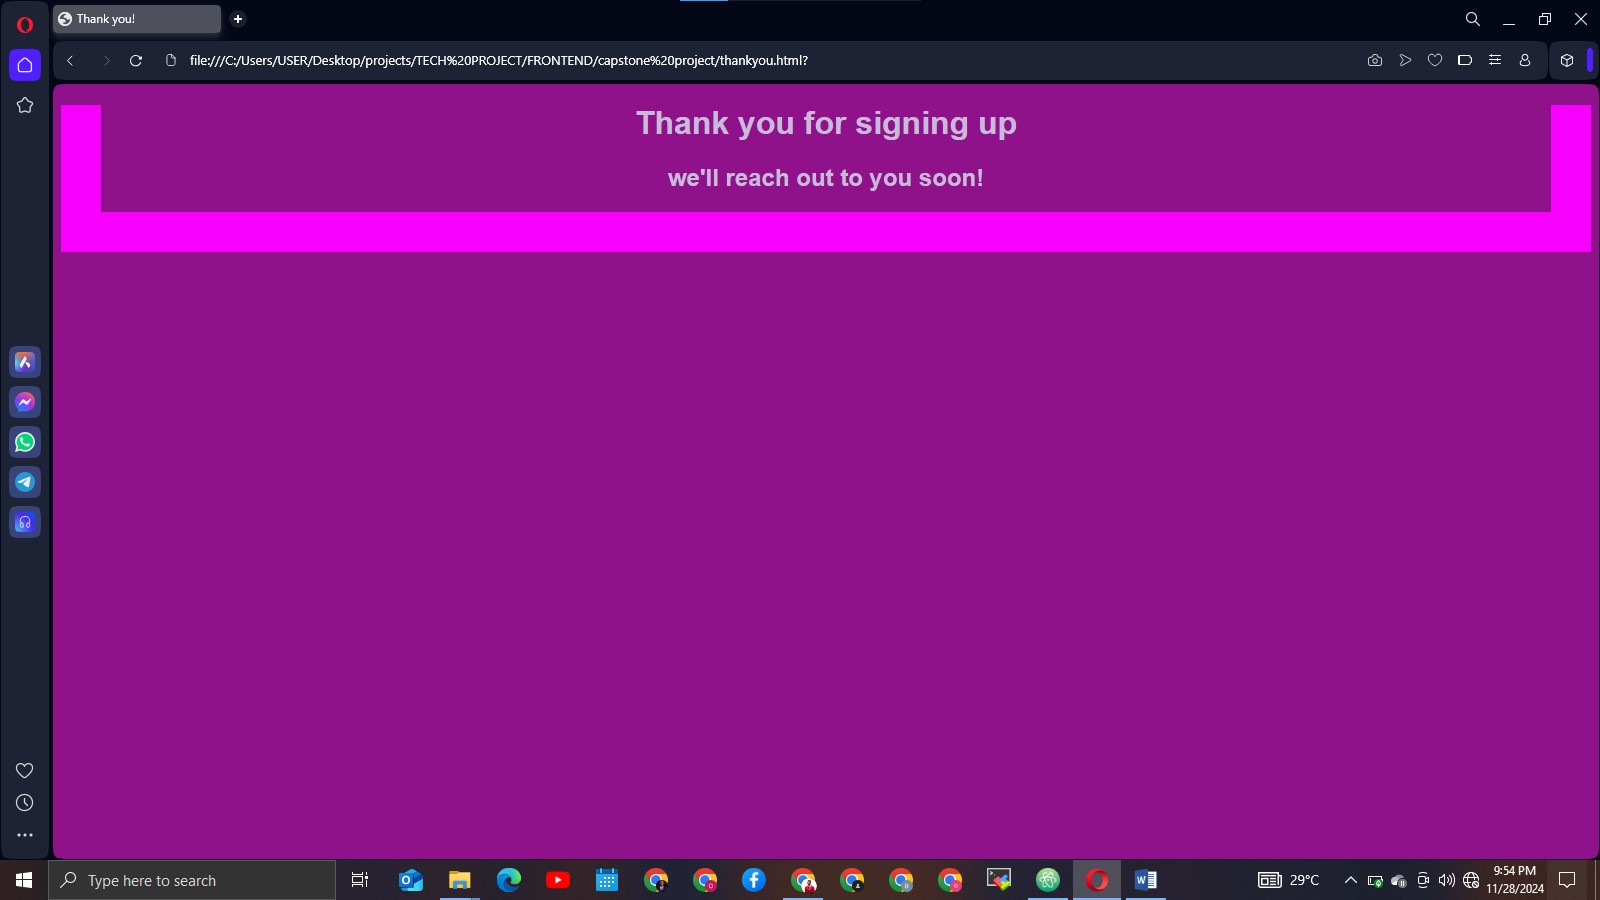 Thank you!
file:///C:/Users/USER/Desktop/projects/TECH%20PROJECT/FRONTEND/capstone%20project/thankyou.html?
Thank you for signing up
we'll reach out to you soon!
Type here to search
29°C
9:54 PM
11/28/2024